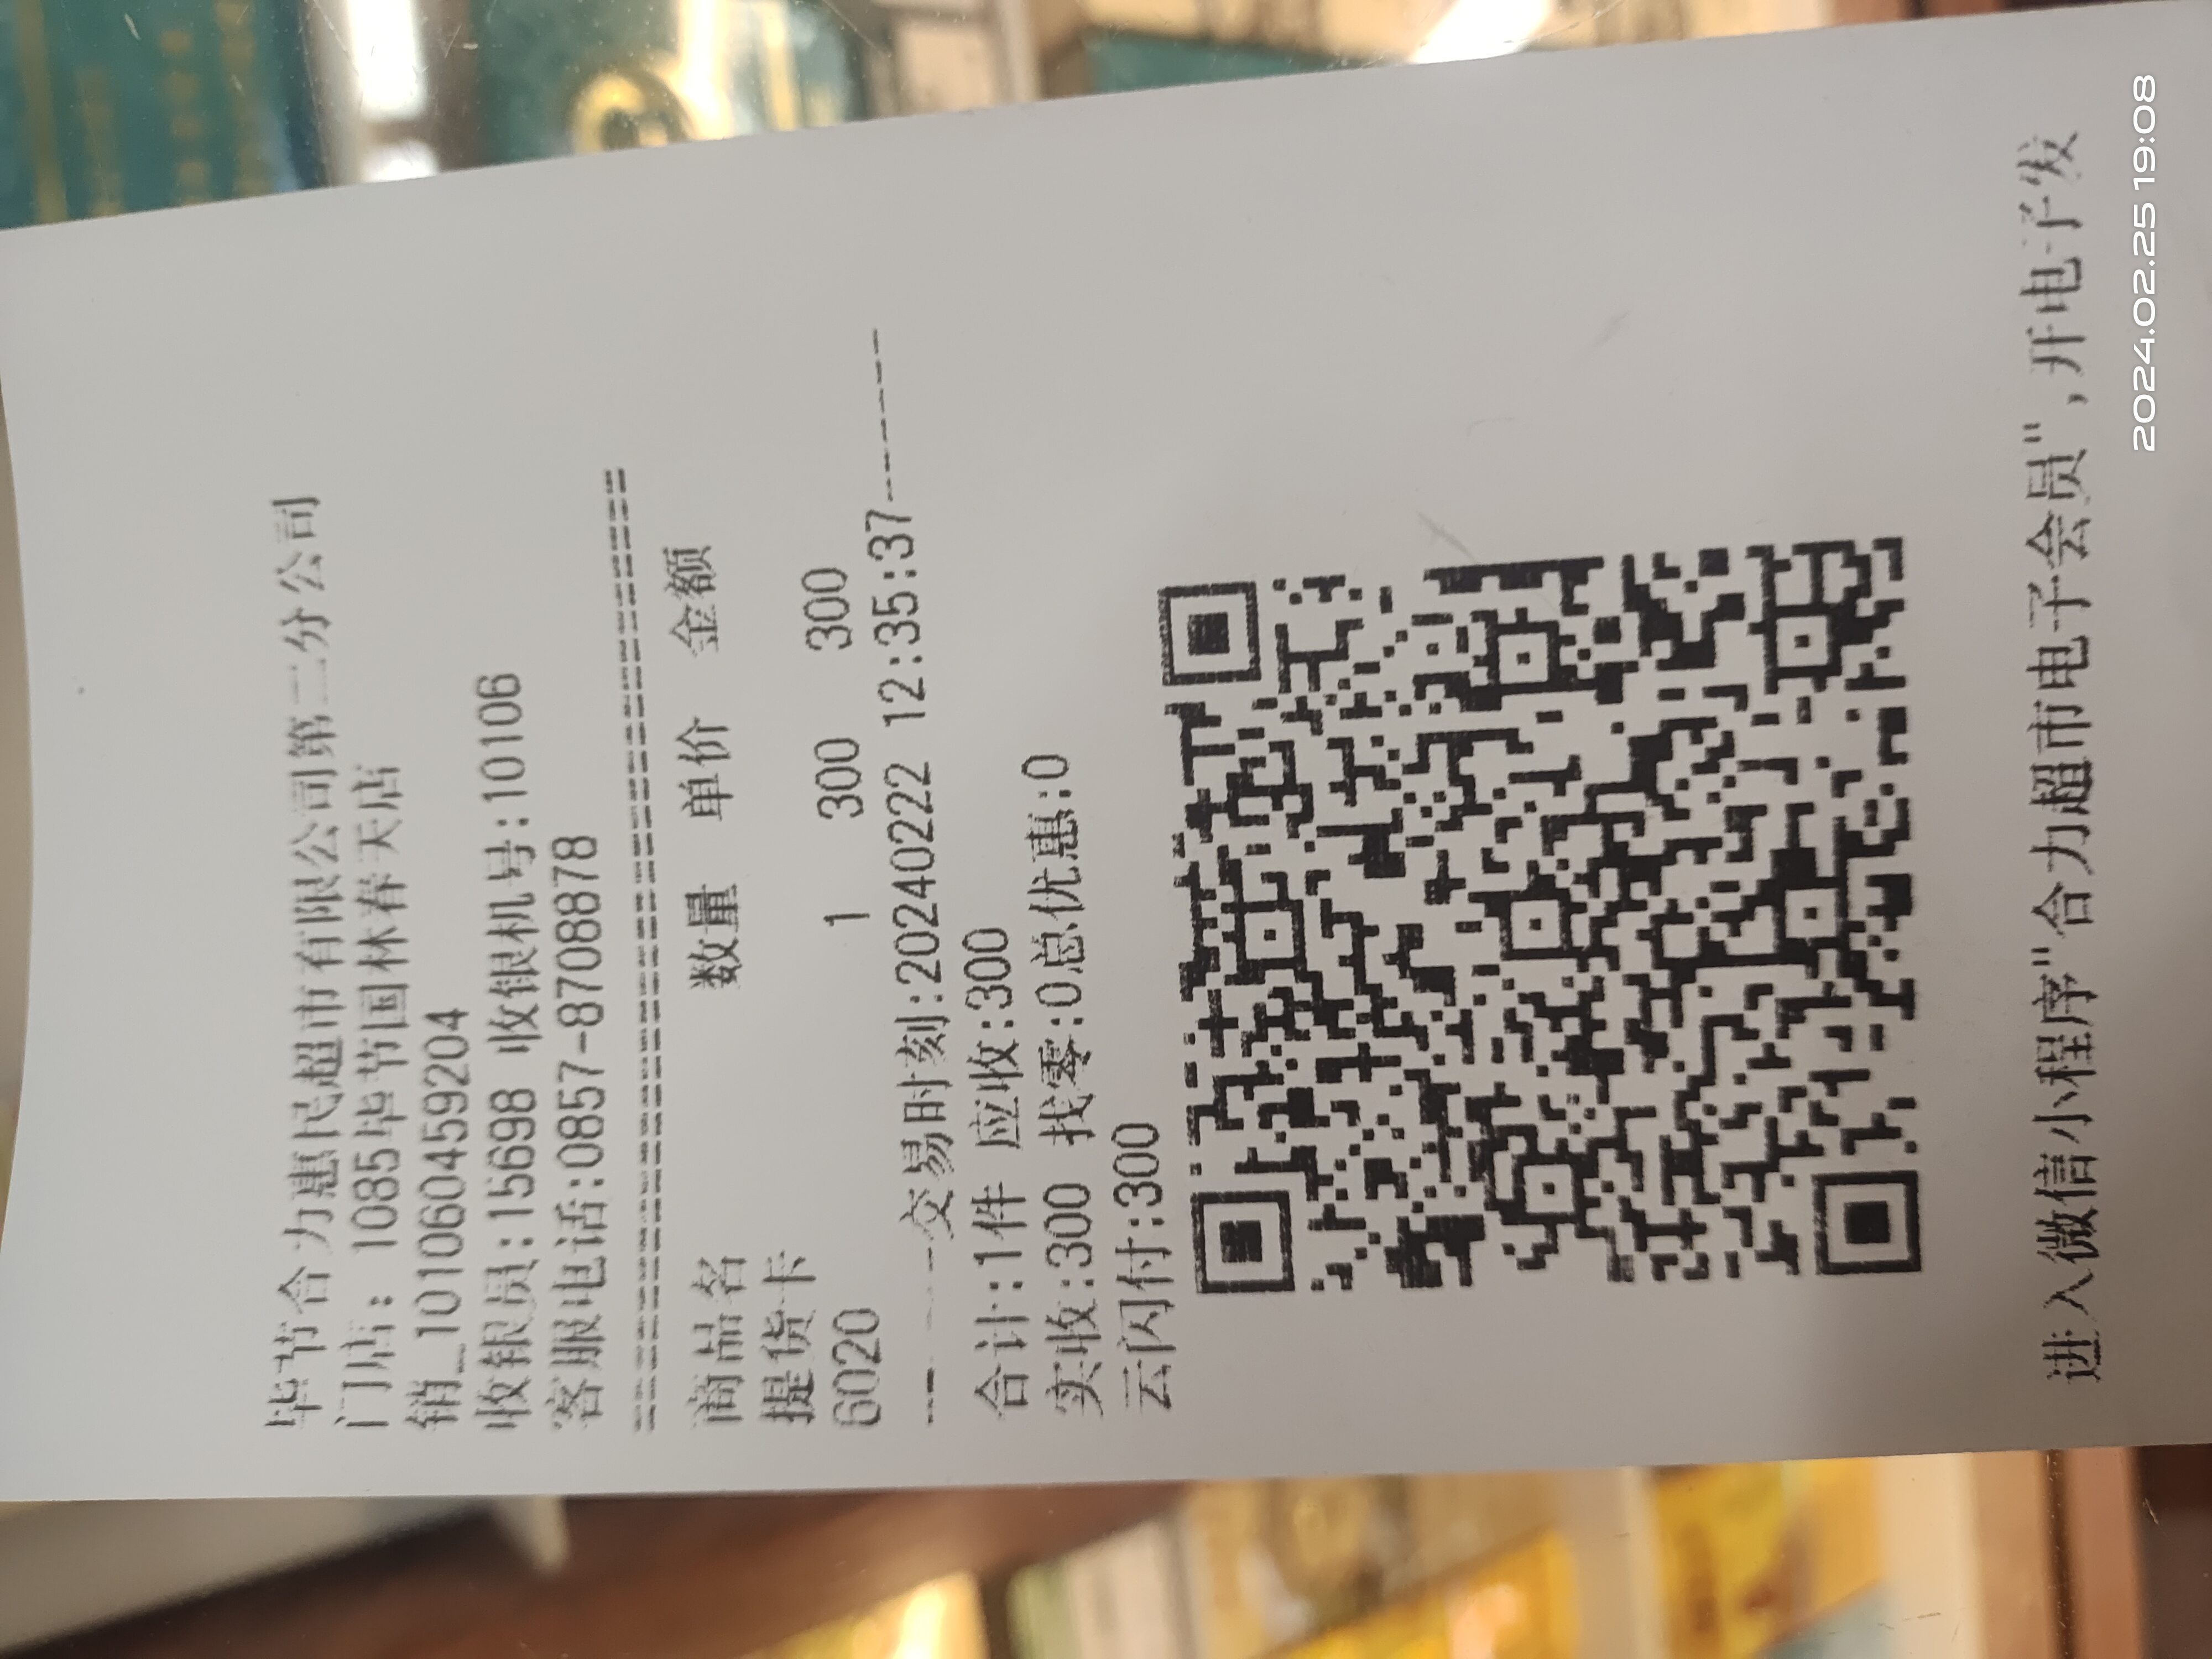 毕节合力惠民超市有限公司第二分公司
门店: 1085毕节国林春天店
销_1010604592​04
收银员:15698 收银机号:10106
客服电话:0857-8708878
==========================================
商品名 数量 单价 金额
提货卡
6020 1 300 300
-----交易时刻:20240222 12:35:37--------
合计:1件 应收:300
实收:300 找零:0总优惠:0
云闪付:300
进入微信小程序"合力超市电子会员",开电子发
2024.02.25 19:08